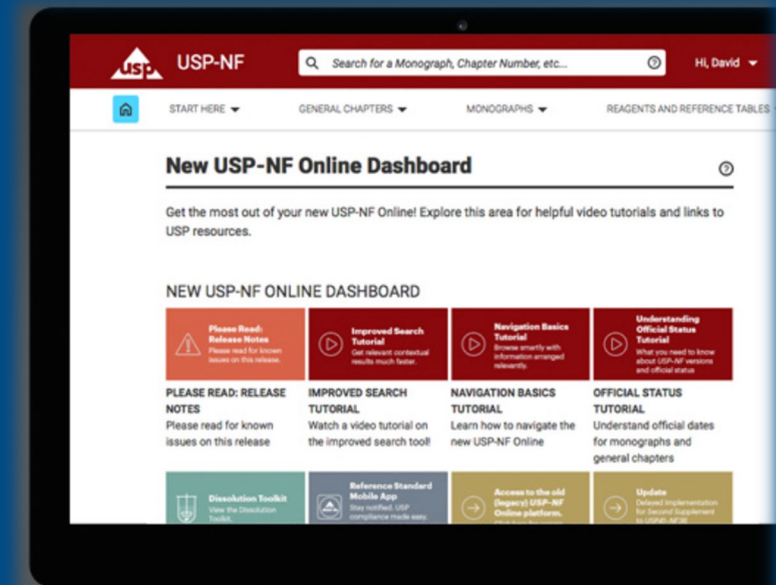 usp USP-NF Search for a Monograph, Chapter Number, etc... Hi, David
START HERE GENERAL CHAPTERS MONOGRAPHS REAGENTS AND REFERENCE TABLES
New USP-NF Online Dashboard
Get the most out of your new USP-NF Online! Explore this area for helpful video tutorials and links to
USP resources.
NEW USP-NF ONLINE DASHBOARD
Please Read:
Release Notes
Please read for known
issues on this release.
Improved Search
Tutorial
Get relevant contextual
results much faster.
Navigation Basics
Tutorial
Browse smartly with
information arranged
relevantly.
Understanding
Official Status
Tutorial
What you need to know
about USP-NF versions
and official status
PLEASE READ: RELEASE
NOTES
Please read for known
issues on this release
IMPROVED SEARCH
TUTORIAL
Watch a video tutorial on
the improved search tool!
NAVIGATION BASICS
TUTORIAL
Learn how to navigate the
new USP-NF Online
OFFICIAL STATUS
TUTORIAL
Understand official dates
for monographs and
general chapters
Dissolution Toolkit
View the Dissolution
Toolkit.
Reference Standard
Mobile App
Stay notified. USP
compliance made easy.
Access to the old
(legacy) USP-NF
Online platform.
Update
Delayed Implementation
for Second Supplement